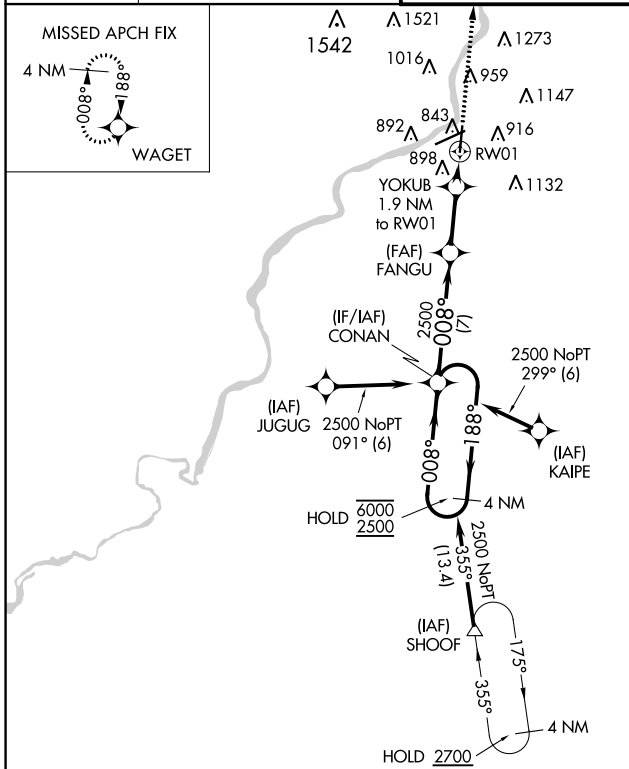 MISSED APCH FIX
4 NM
008°
188°
WAGET
1542
1521
1273
1016
959
1147
843
892
916
RW01
898
YOKUB
1.9 NM
to RW01
1132
(FAF)
FANGU
2500
008°
(7)
(IF/IAF)
CONAN
2500 NoPT
299° (6)
(IAF)
JUGUG
2500 NoPT
091° (6)
008°
188°
(IAF)
KAIPE
HOLD 6000
2500
4 NM
2500 NoPT
355°
(13.4)
(IAF)
SHOOF
175°
355°
4 NM
HOLD 2700